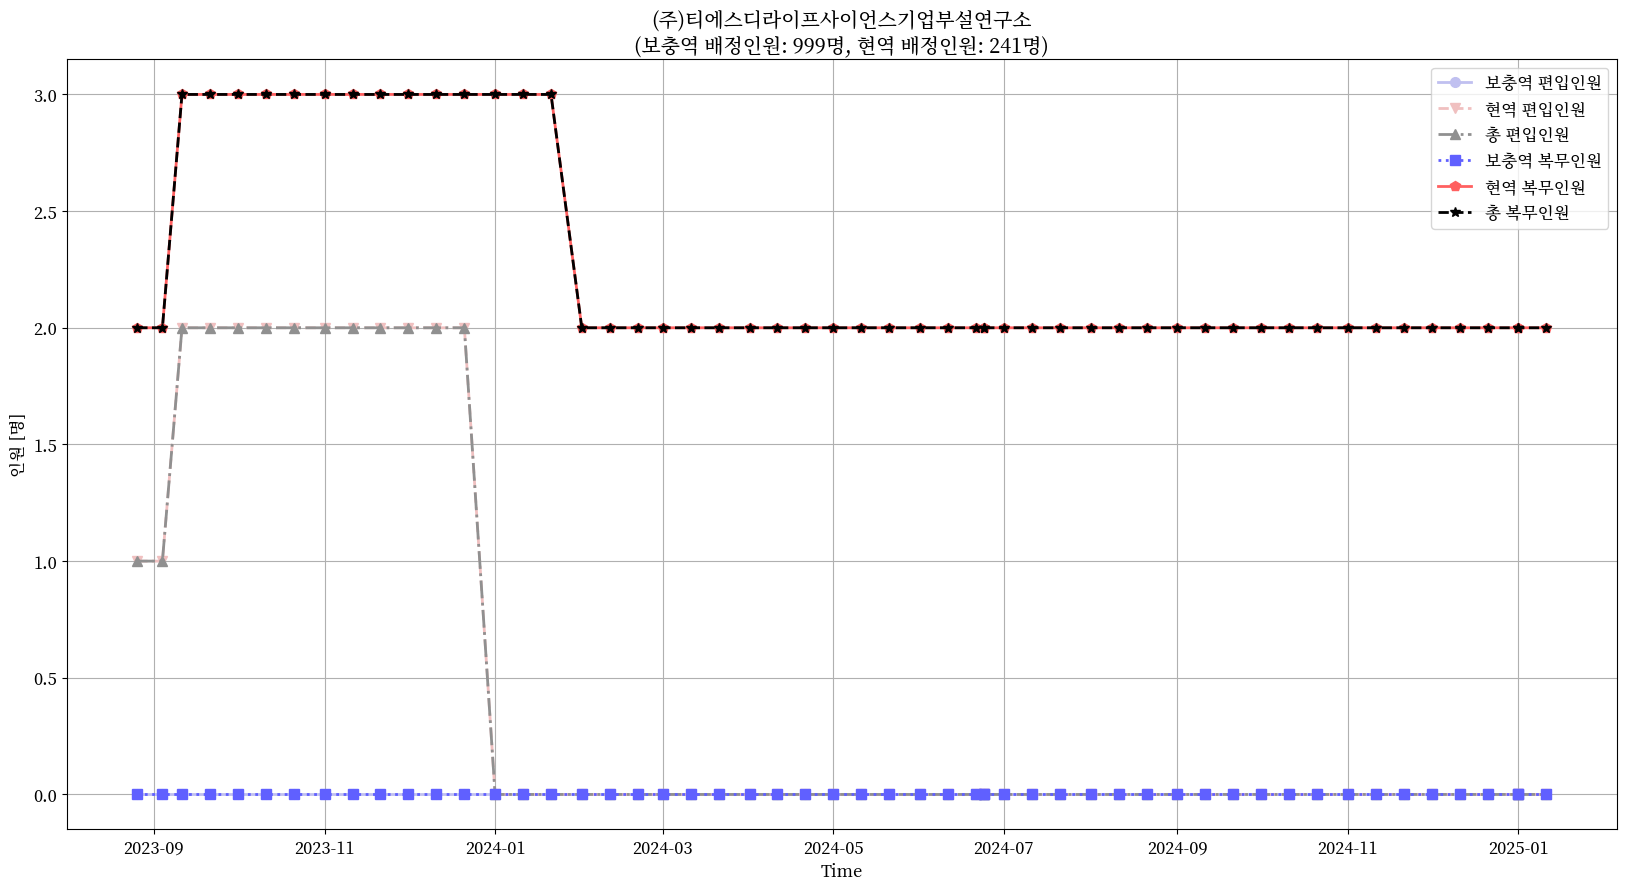 (주)티에스디라이프사이언스기업부설연구소
(보충역 배정인원: 999명, 현역 배정인원: 241명)
보충역 편입인원
현역 편입인원
총 편입인원
보충역 복무인원
현역 복무인원
총 복무인원
3.0
2.5
2.0
1.5
1.0
0.5
0.0
인원 [명]
2023-09 2023-11 2024-01 2024-03 2024-05 2024-07 2024-09 2024-11 2025-01
Time